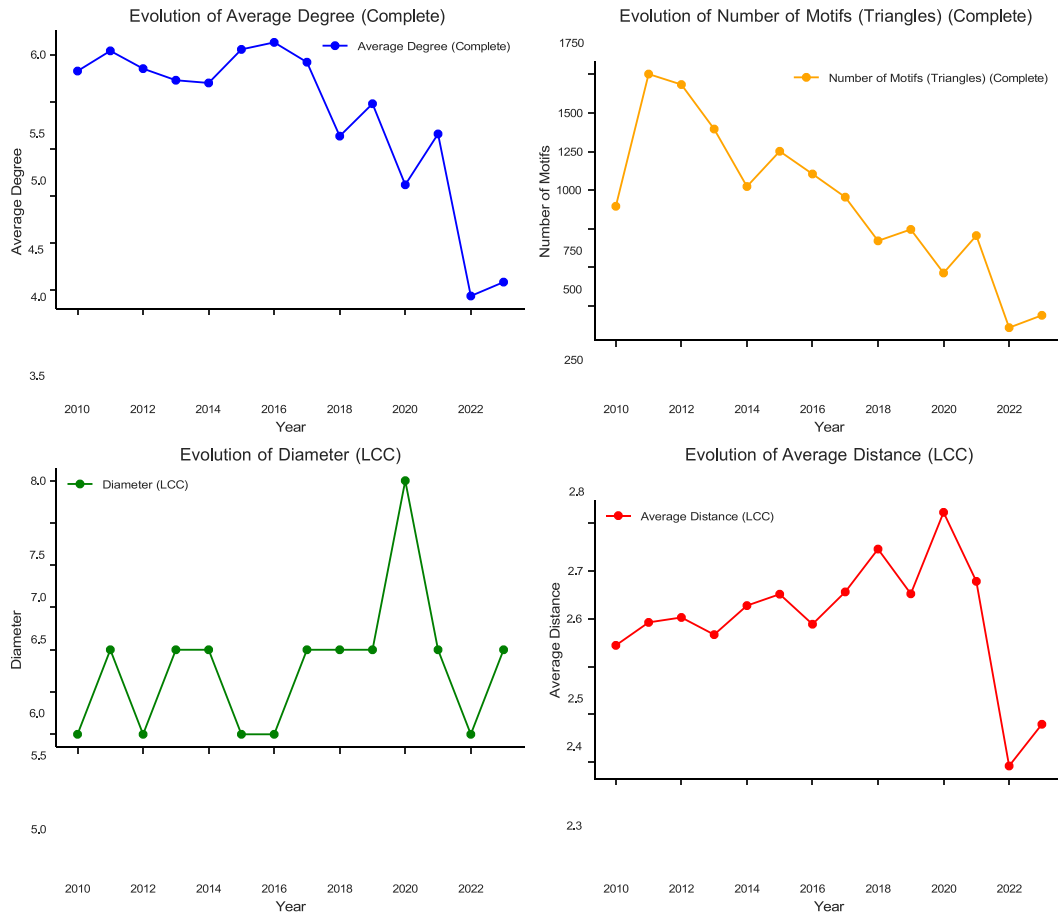 Evolution of Average Degree (Complete)
6.0
5.5
5.0
4.5
4.0
3.5
Average Degree
Average Degree (Complete)
2010 2012 2014 2016 2018 2020 2022
Year
Evolution of Number of Motifs (Triangles) (Complete)
1750
1500
1250
1000
750
500
250
Number of Motifs
Number of Motifs (Triangles) (Complete)
2010 2012 2014 2016 2018 2020 2022
Year
Evolution of Diameter (LCC)
8.0
7.5
7.0
6.5
6.0
5.5
5.0
Diameter
Diameter (LCC)
2010 2012 2014 2016 2018 2020 2022
Year
Evolution of Average Distance (LCC)
2.8
2.7
2.6
2.5
2.4
2.3
Average Distance
Average Distance (LCC)
2010 2012 2014 2016 2018 2020 2022
Year